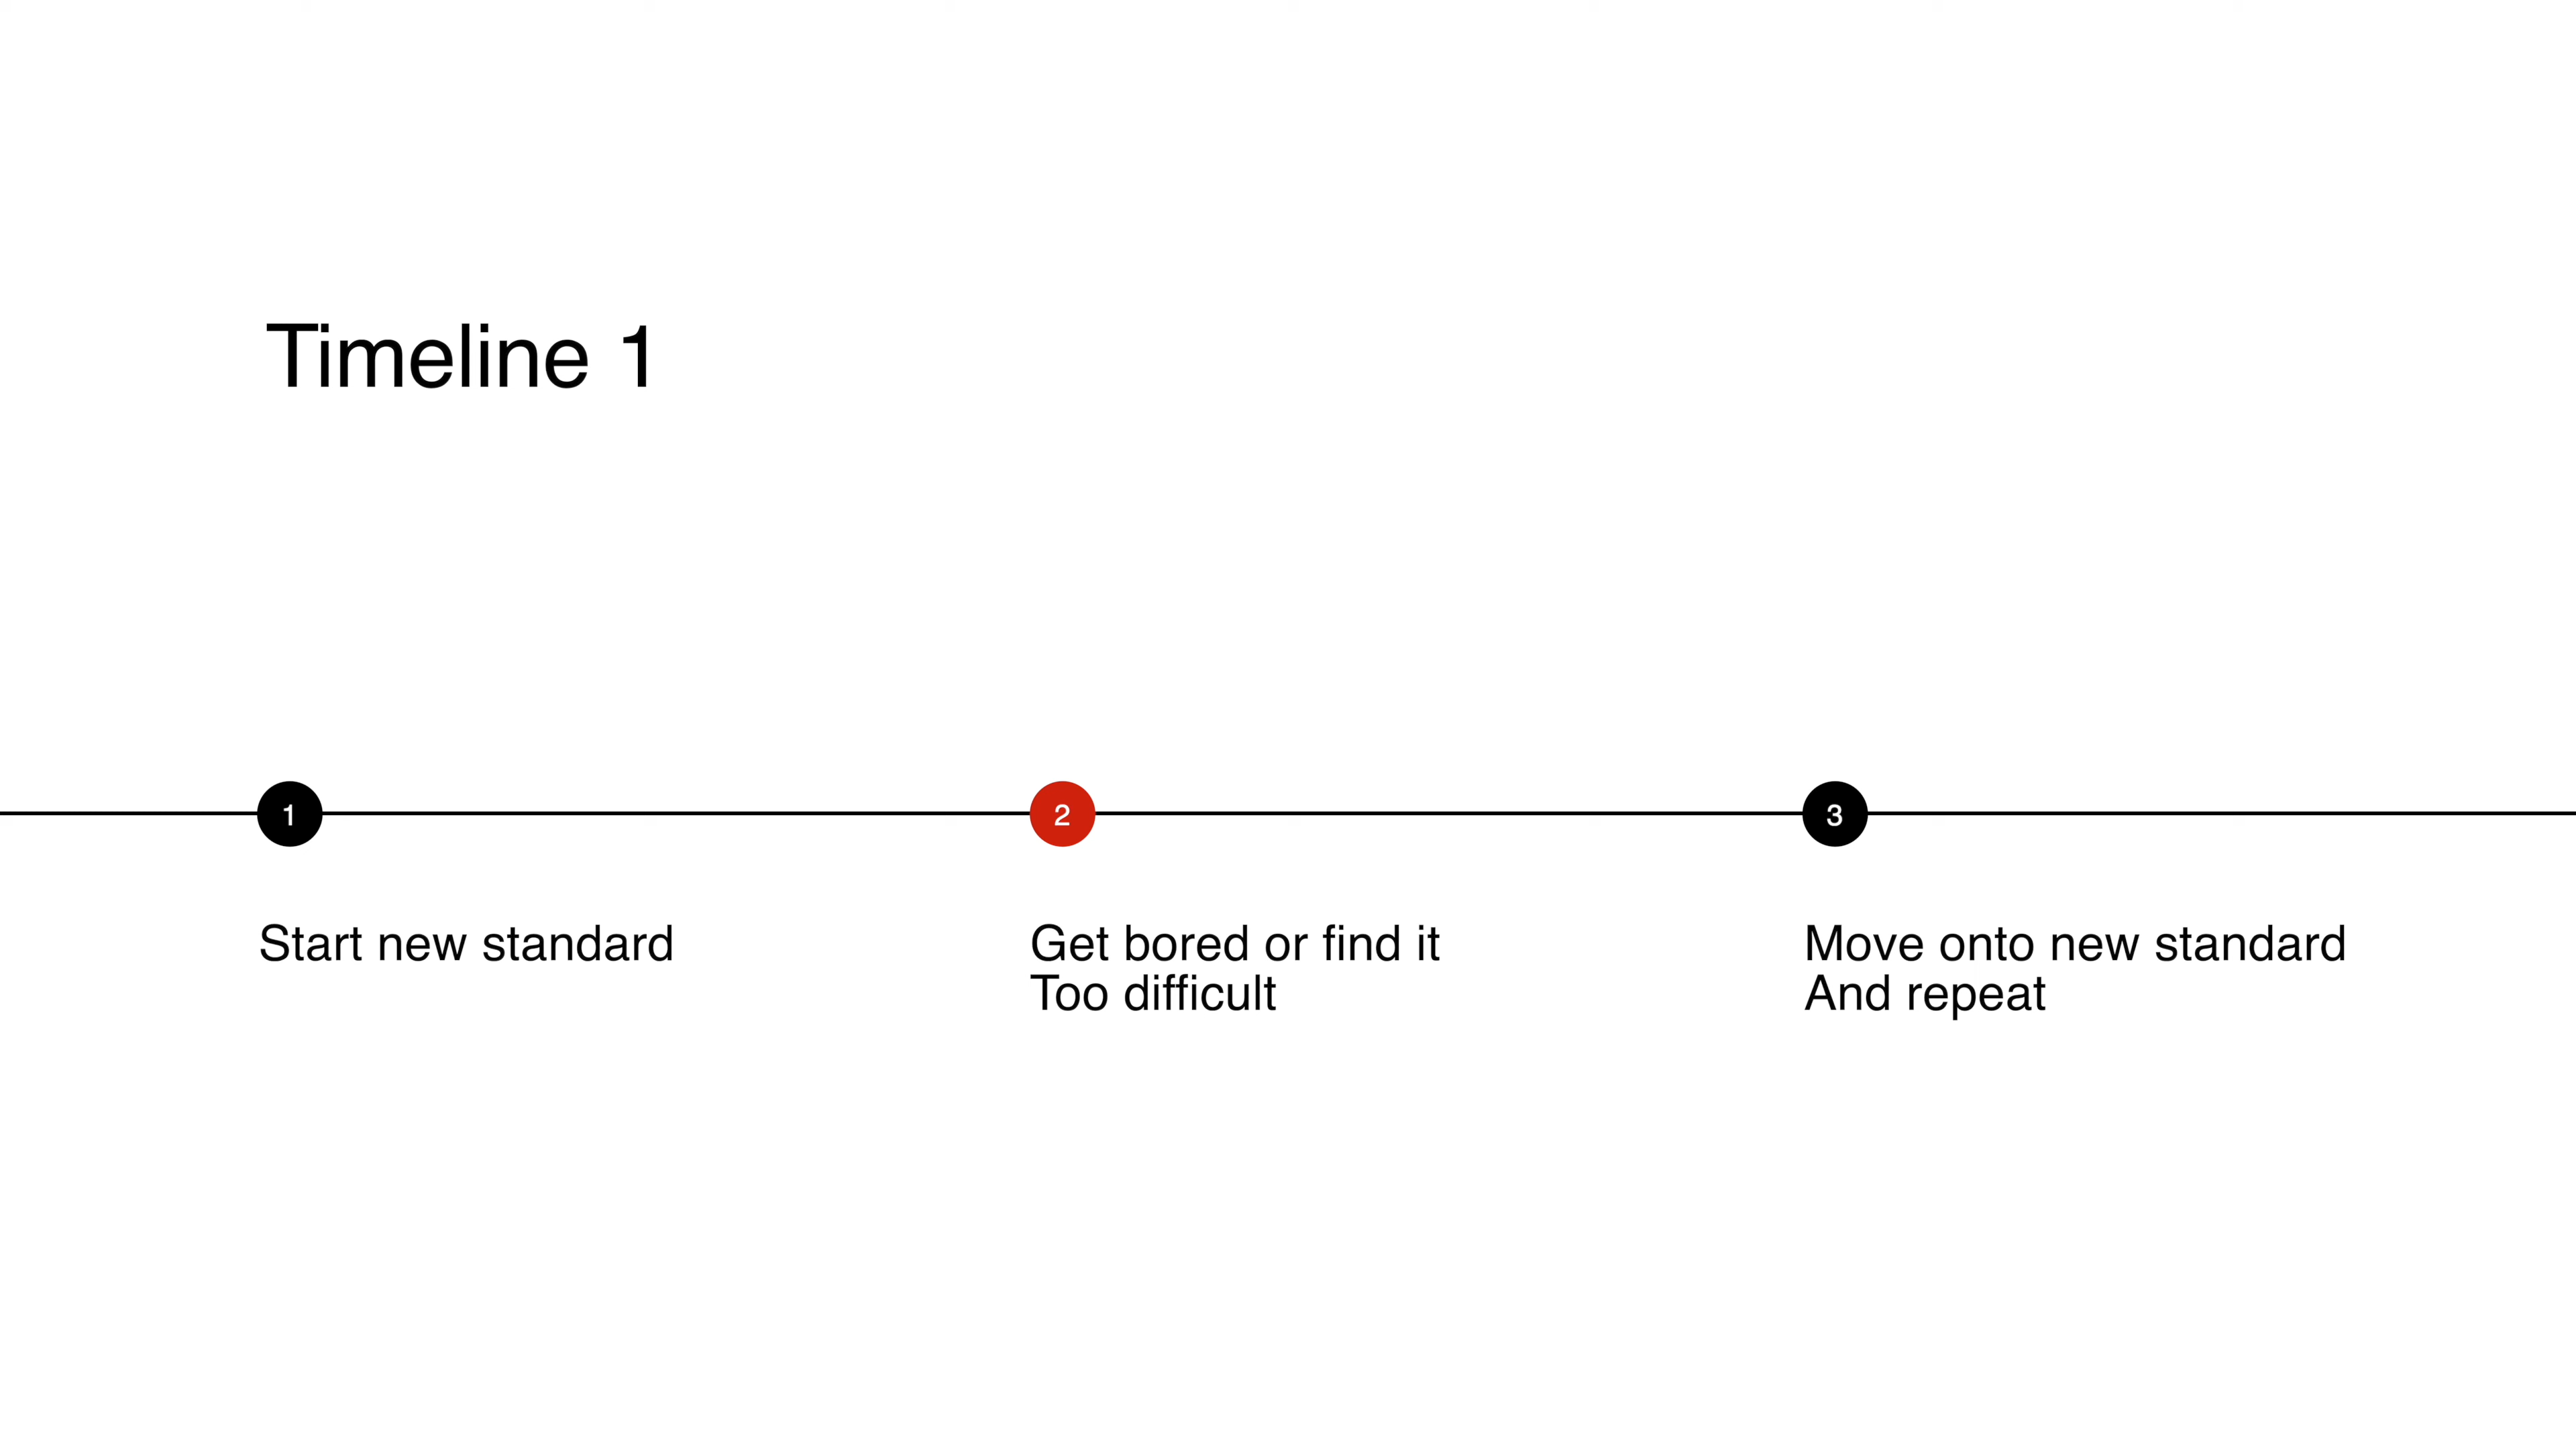 Timeline 1
1
2
3
Start new standard
Get bored or find it
Too difficult
Move onto new standard
And repeat